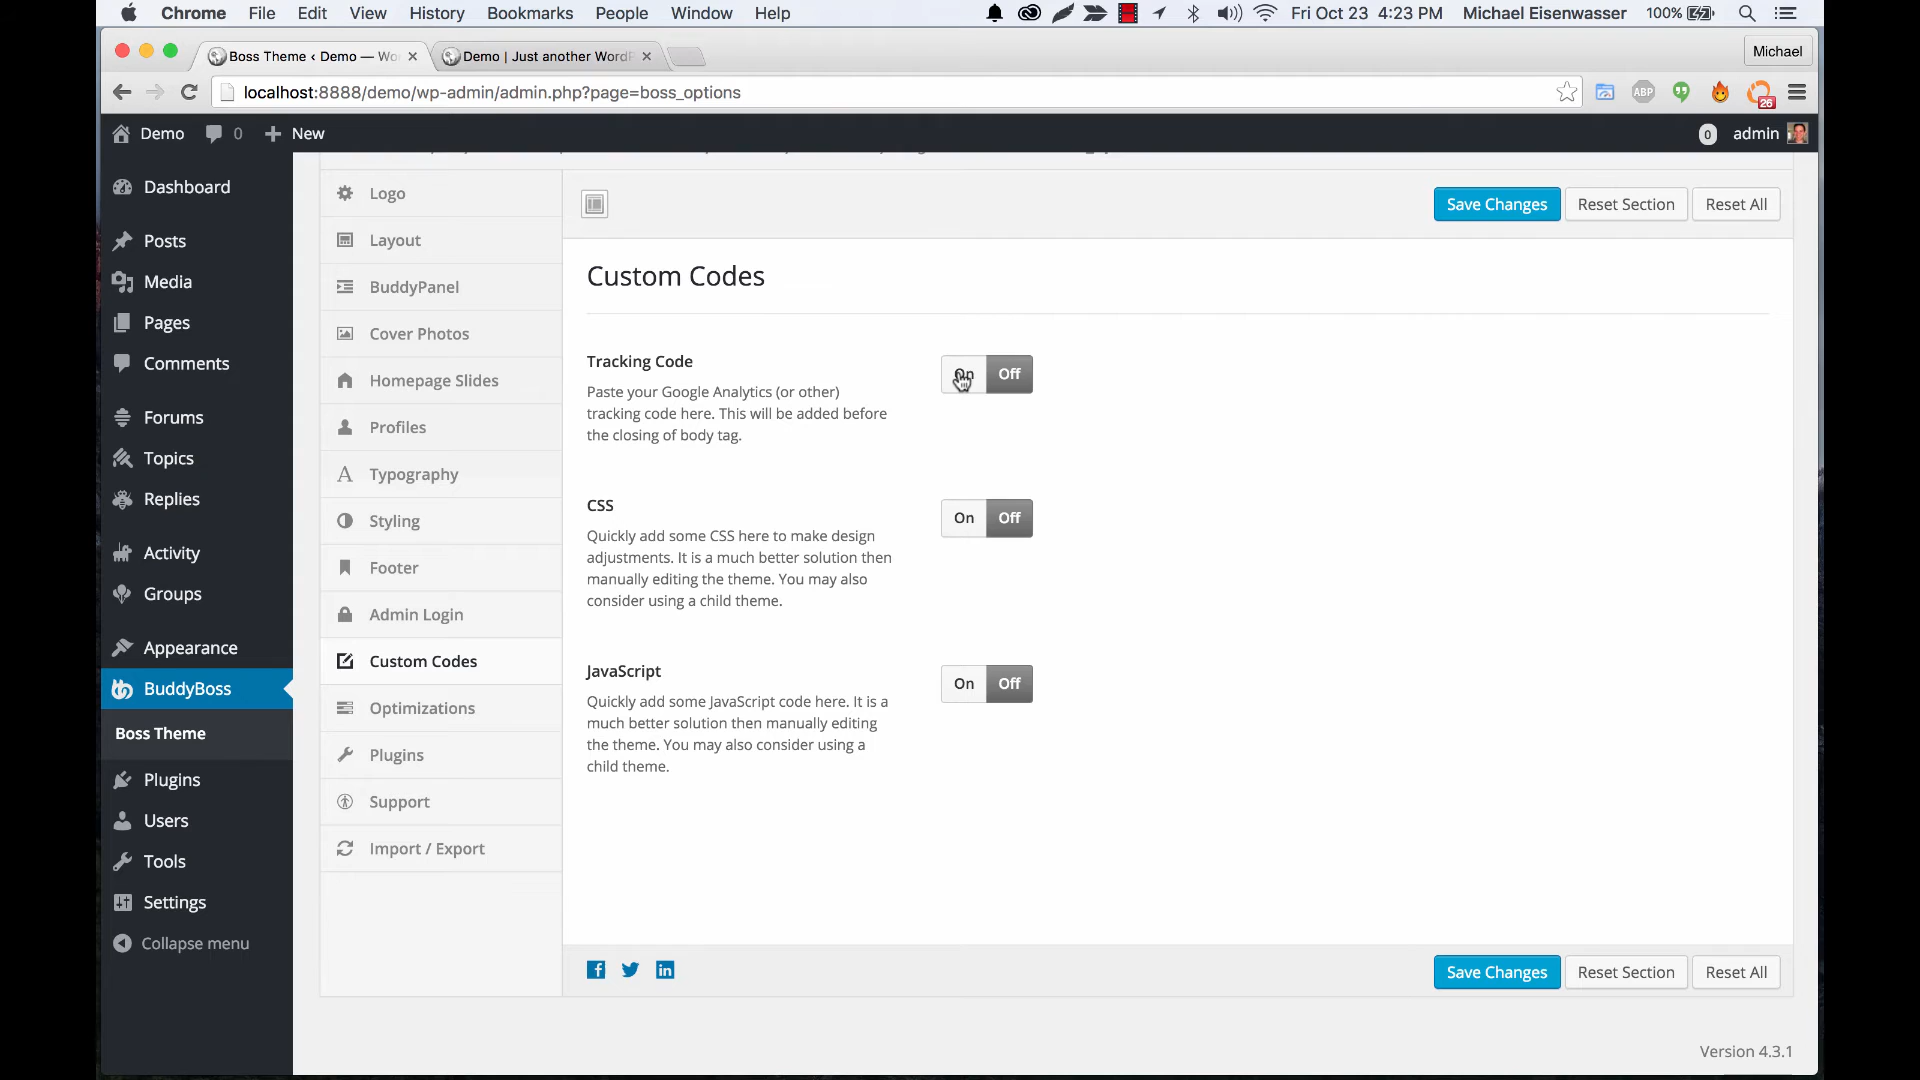 Chrome File Edit View History Bookmarks People Window Help Fri Oct 23 4:23 PM Michael Eisenwasser 100%
Boss Theme ‹ Demo — Wo
Demo | Just another WordP
Michael
localhost:8888/demo/wp-admin/admin.php?page=boss_options
ABP
26
Demo 0 New 0 admin
Dashboard
Posts
Media
Pages
Comments
Forums
Topics
Replies
Activity
Groups
Appearance
BuddyBoss
Boss Theme
Plugins
Users
Tools
Settings
Collapse menu
Logo
Layout
BuddyPanel
Cover Photos
Homepage Slides
Profiles
Typography
Styling
Footer
Admin Login
Custom Codes
Optimizations
Plugins
Support
Import / Export
Save Changes Reset Section Reset All
Custom Codes
Tracking Code
Paste your Google Analytics (or other)
tracking code here. This will be added before
the closing of body tag.
On Off
CSS
Quickly add some CSS here to make design
adjustments. It is a much better solution then
manually editing the theme. You may also
consider using a child theme.
On Off
JavaScript
Quickly add some JavaScript code here. It is a
much better solution then manually editing
the theme. You may also consider using a
child theme.
On Off
Save Changes Reset Section Reset All
Version 4.3.1